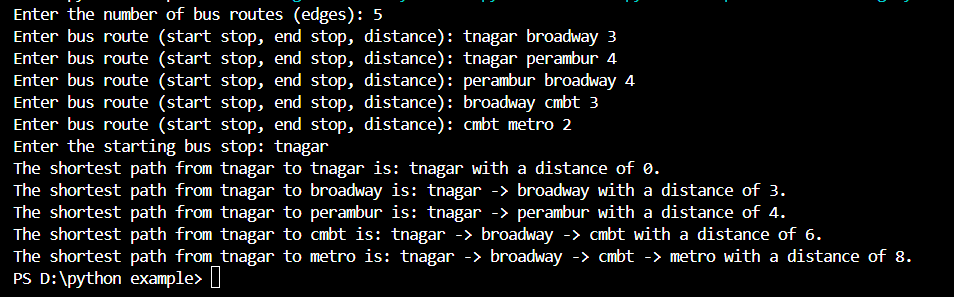 Enter the number of bus routes (edges): 5
Enter bus route (start stop, end stop, distance): tnagar broadway 3
Enter bus route (start stop, end stop, distance): tnagar perambur 4
Enter bus route (start stop, end stop, distance): perambur broadway 4
Enter bus route (start stop, end stop, distance): broadway cmbt 3
Enter bus route (start stop, end stop, distance): cmbt metro 2
Enter the starting bus stop: tnagar
The shortest path from tnagar to tnagar is: tnagar with a distance of 0.
The shortest path from tnagar to broadway is: tnagar -> broadway with a distance of 3.
The shortest path from tnagar to perambur is: tnagar -> perambur with a distance of 4.
The shortest path from tnagar to cmbt is: tnagar -> broadway -> cmbt with a distance of 6.
The shortest path from tnagar to metro is: tnagar -> broadway -> cmbt -> metro with a distance of 8.
PS D:\python example>